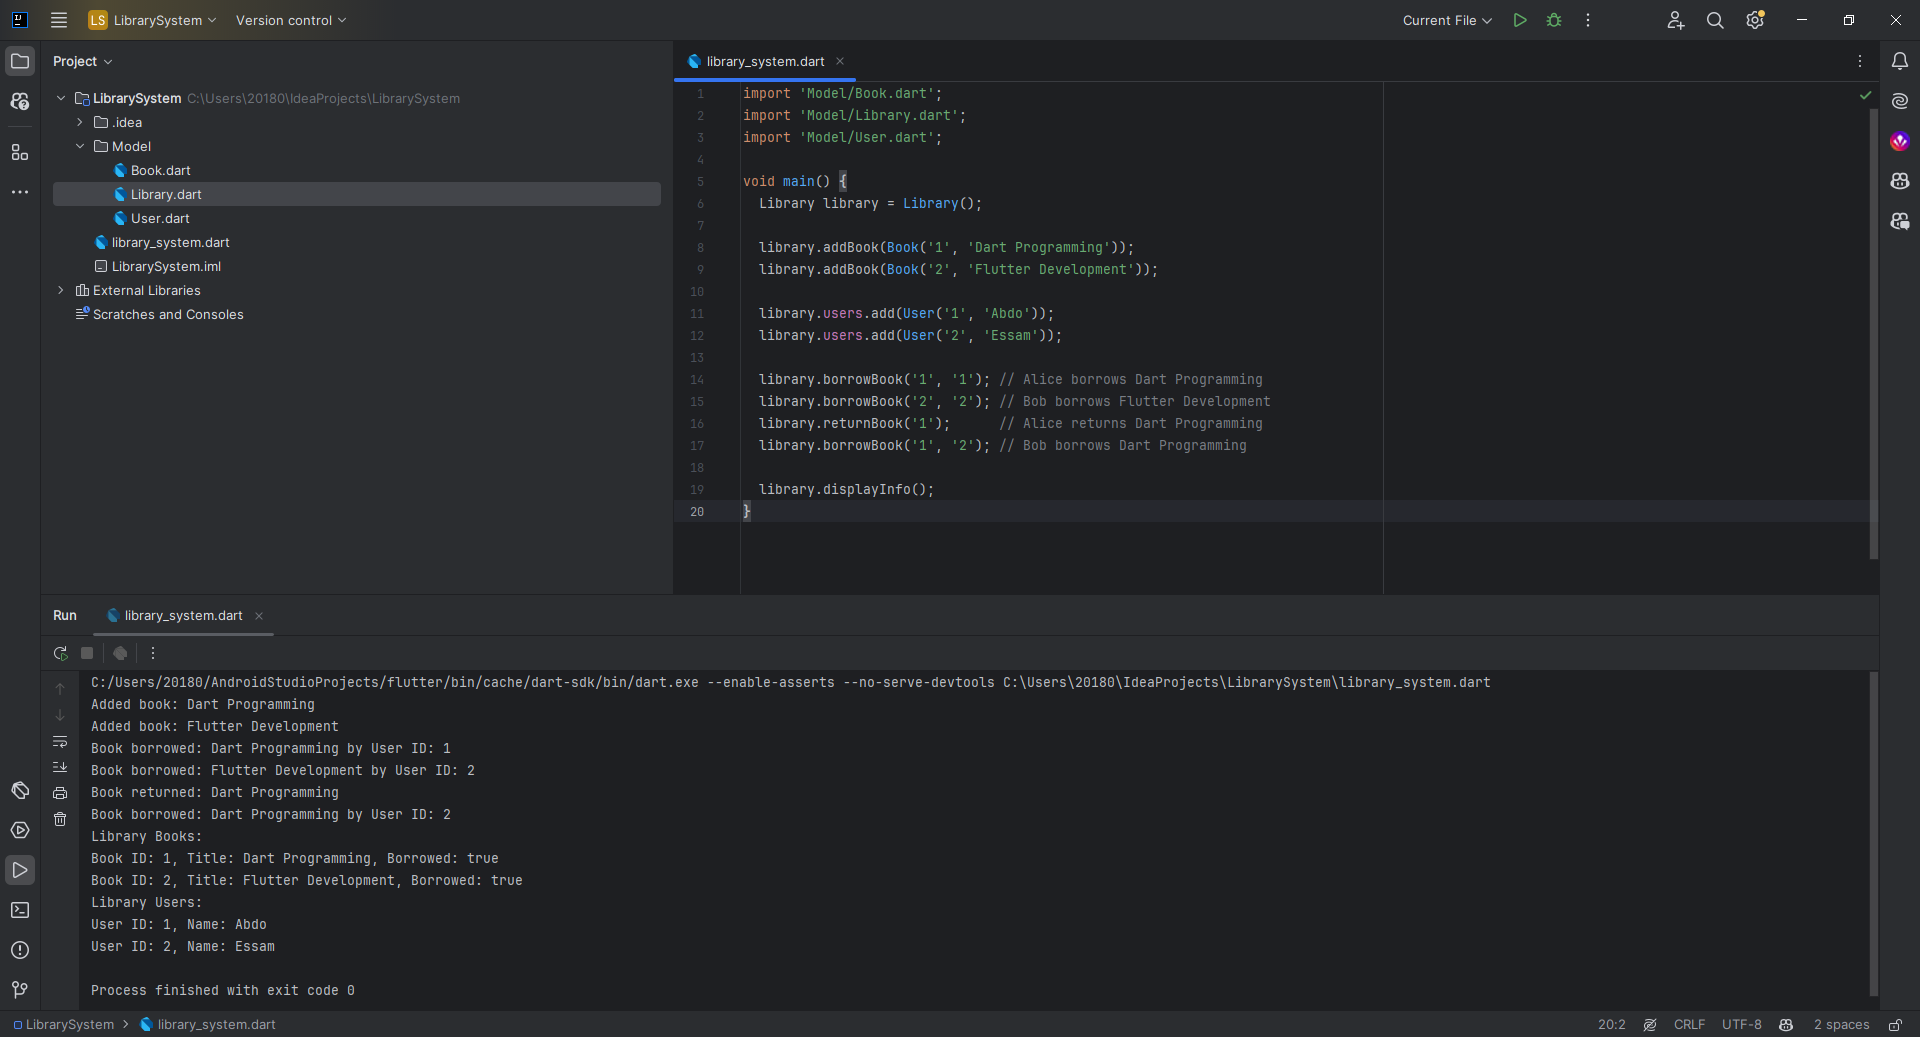 LS LibrarySystem Version control Current File
Project
LibrarySystem C:\Users\20180\IdeaProjects\LibrarySystem
.idea
Model
Book.dart
Library.dart
User.dart
library_system.dart
LibrarySystem.iml
External Libraries
Scratches and Consoles
library_system.dart
1 import 'Model/Book.dart';
2 import 'Model/Library.dart';
3 import 'Model/User.dart';
4
5 void main() {
6   Library library = Library();
7
8   library.addBook(Book('1', 'Dart Programming'));
9   library.addBook(Book('2', 'Flutter Development'));
10
11   library.users.add(User('1', 'Abdo'));
12   library.users.add(User('2', 'Essam'));
13
14   library.borrowBook('1', '1'); // Alice borrows Dart Programming
15   library.borrowBook('2', '2'); // Bob borrows Flutter Development
16   library.returnBook('1');      // Alice returns Dart Programming
17   library.borrowBook('1', '2'); // Bob borrows Dart Programming
18
19   library.displayInfo();
20 }
Run library_system.dart
C:/Users/20180/AndroidStudioProjects/flutter/bin/cache/dart-sdk/bin/dart.exe --enable-asserts --no-serve-devtools C:\Users\20180\IdeaProjects\LibrarySystem\library_system.dart
Added book: Dart Programming
Added book: Flutter Development
Book borrowed: Dart Programming by User ID: 1
Book borrowed: Flutter Development by User ID: 2
Book returned: Dart Programming
Book borrowed: Dart Programming by User ID: 2
Library Books:
Book ID: 1, Title: Dart Programming, Borrowed: true
Book ID: 2, Title: Flutter Development, Borrowed: true
Library Users:
User ID: 1, Name: Abdo
User ID: 2, Name: Essam
Process finished with exit code 0
LibrarySystem > library_system.dart 20:2 CRLF UTF-8 2 spaces